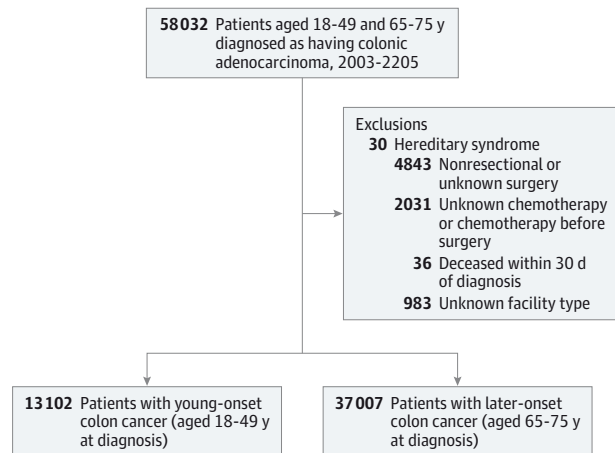 58032 Patients aged 18-49 and 65-75 y
diagnosed as having colonic
adenocarcinoma, 2003-2205
Exclusions
30 Hereditary syndrome
4843 Nonresectional or
unknown surgery
2031 Unknown chemotherapy
or chemotherapy before
surgery
36 Deceased within 30 d
of diagnosis
983 Unknown facility type
13102 Patients with young-onset
colon cancer (aged 18-49 y
at diagnosis)
37007 Patients with later-onset
colon cancer (aged 65-75 y
at diagnosis)